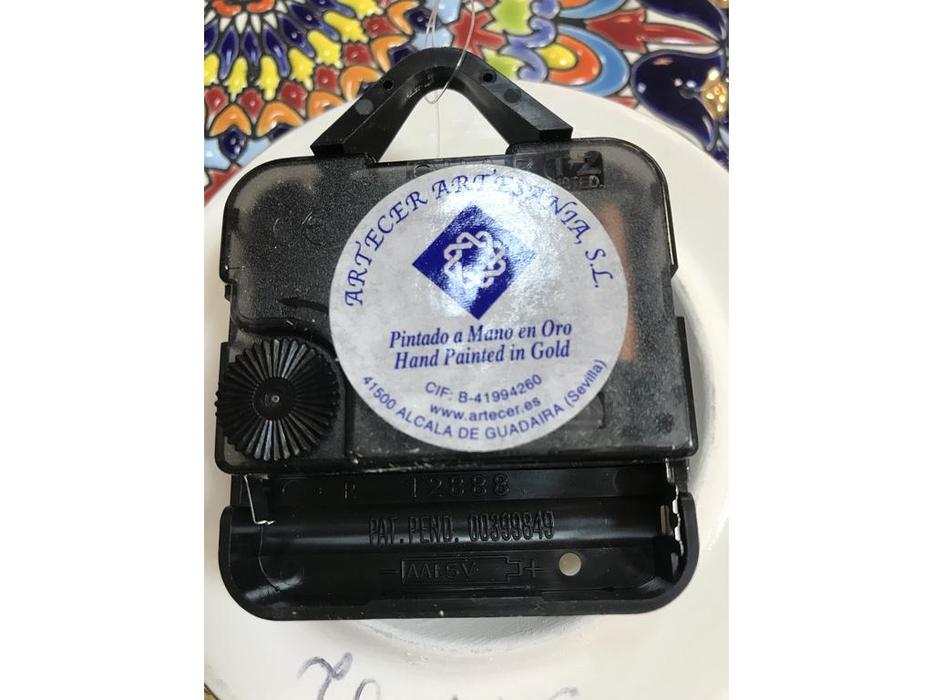 ARTECER ARTESANIA, S.L.
Pintado a Mano en Oro
Hand Painted in Gold
CIF: B-41994260
www.artecer.es
41500 ALCALA DE GUADAIRA (Sevilla)
CE
R 12888
PAT. PEND. 00399849
- AA1.5V +